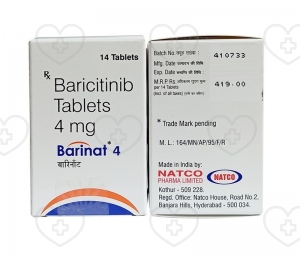 14 Tablets
Rx
Baricitinib
Tablets
4 mg
Barinat* 4
बारिनॅट
Batch No.
Mfg. Date
Exp. Date
M.R.P. Rs.
per 14 Tablets
410733
419.00
* Trade Mark pending
M. L.: 164/MN/AP/95/F/R
Made in India by:
NATCO
PHARMA LIMITED
NATCO
Kothur - 509 228.
Regd. Office: Natco House, Road No.2,
Banjara Hills, Hyderabad - 500 034.